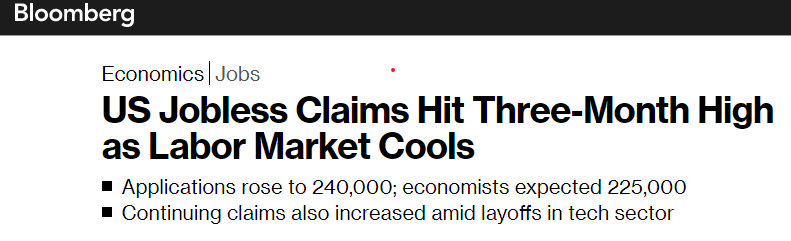 Bloomberg
Economics | Jobs
US Jobless Claims Hit Three-Month High
as Labor Market Cools
■ Applications rose to 240,000; economists expected 225,000
■ Continuing claims also increased amid layoffs in tech sector